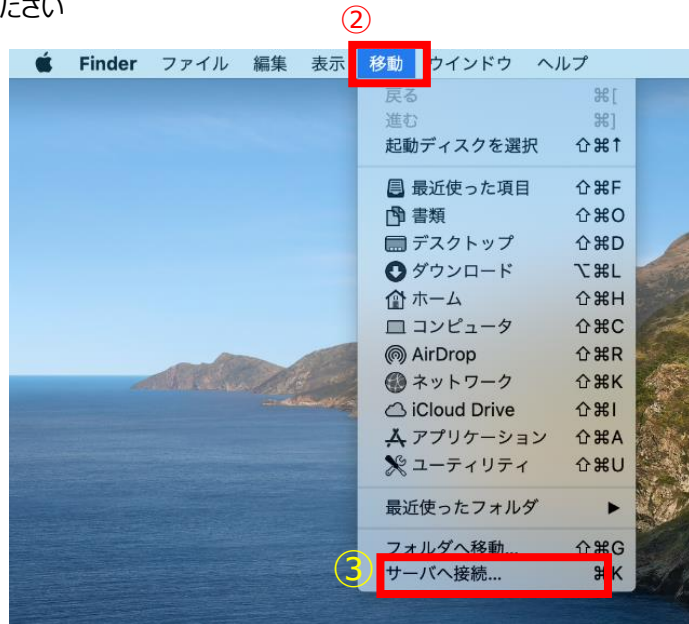 ださい
②
Finder ファイル 編集 表示 移動 ウインドウ ヘルプ
戻る ⌘[
進む ⌘]
起動ディスクを選択 ⇧⌘↑
最近使った項目 ⇧⌘F
書類 ⇧⌘O
デスクトップ ⇧⌘D
ダウンロード ⌥⌘L
ホーム ⇧⌘H
コンピュータ ⇧⌘C
AirDrop ⇧⌘R
ネットワーク ⇧⌘K
iCloud Drive ⇧⌘I
アプリケーション ⇧⌘A
ユーティリティ ⇧⌘U
最近使ったフォルダ ▶
フォルダへ移動... ⇧⌘G
③ サーバへ接続... ⌘K